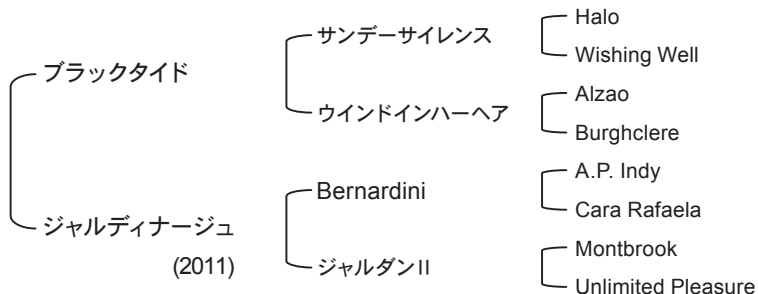 ブラックタイド
サンデーサイレンス
Halo
Wishing Well
ウインドインハーヘア
Alzao
Burghclere
ジャルディナージュ
(2011)
Bernardini
A.P. Indy
Cara Rafaela
ジャルダンII
Montbrook
Unlimited Pleasure